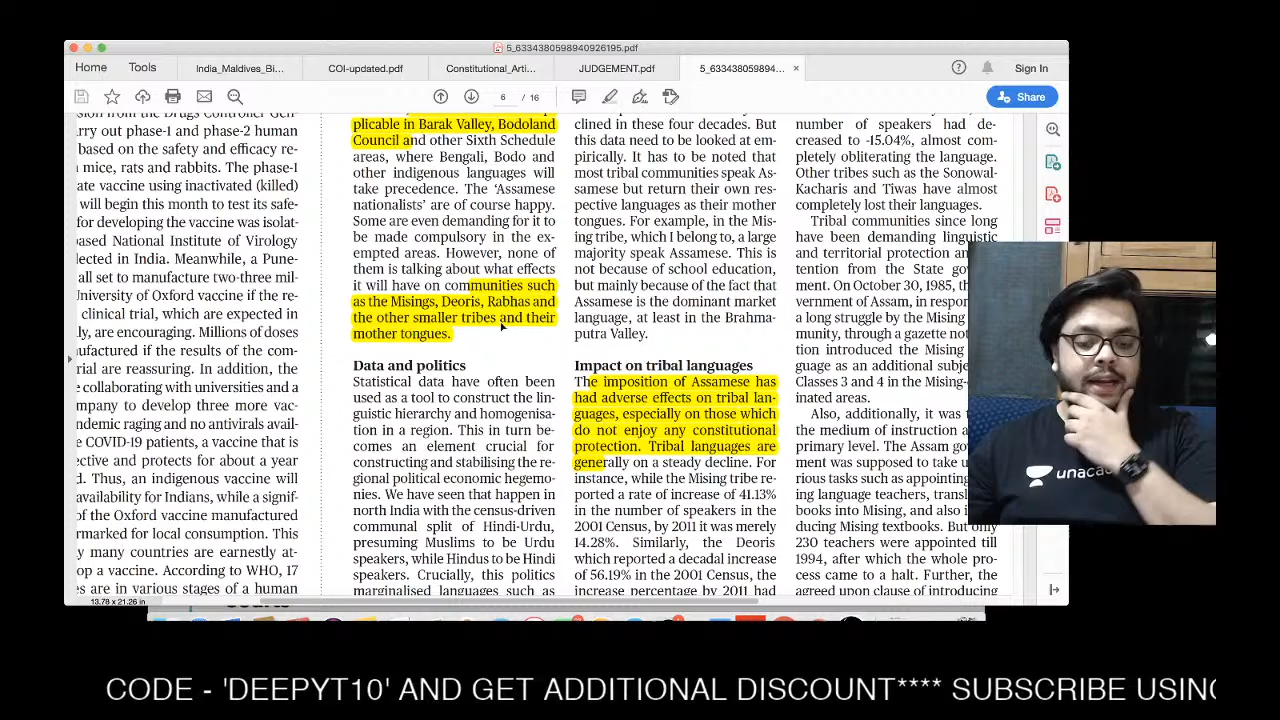 5_6334380598940926195.pdf
Home
Tools
India_Maldives_Bi...
COI-updated.pdf
Constitutional_Arti...
JUDGEMENT.pdf
5_633438059894...
×
Sign In
6 / 16
Share
sion from the Drugs Controller Gen-
rry out phase-1 and phase-2 human
based on the safety and efficacy re-
mice, rats and rabbits. The phase-1
ate vaccine using inactivated (killed)
will begin this month to test its safe-
for developing the vaccine was isolat-
based National Institute of Virology
lected in India. Meanwhile, a Pune-
all set to manufacture two-three mil-
University of Oxford vaccine if the re-
clinical trial, which are expected in
ly, are encouraging. Millions of doses
nufactured if the results of the com-
rial are reassuring. In addition, the
e collaborating with universities and a
mpany to develop three more vac-
ndemic raging and no antivirals avail-
e COVID-19 patients, a vaccine that is
ective and protects for about a year
d. Thus, an indigenous vaccine will
availability for Indians, while a signif-
of the Oxford vaccine manufactured
rmarked for local consumption. This
y many countries are earnestly at-
op a vaccine. According to WHO, 17
es are in various stages of a human
plicable in Barak Valley, Bodoland
Council and other Sixth Schedule
areas, where Bengali, Bodo and
other indigenous languages will
take precedence. The ‘Assamese
nationalists’ are of course happy.
Some are even demanding for it to
be made compulsory in the ex-
empted areas. However, none of
them is talking about what effects
it will have on communities such
as the Misings, Deoris, Rabhas and
the other smaller tribes and their
mother tongues.
Data and politics
Statistical data have often been
used as a tool to construct the lin-
guistic hierarchy and homogenisa-
tion in a region. This in turn be-
comes an element crucial for
constructing and stabilising the re-
gional political economic hegemo-
nies. We have seen that happen in
north India with the census-driven
communal split of Hindi-Urdu,
presuming Muslims to be Urdu
speakers, while Hindus to be Hindi
speakers. Crucially, this politics
marginalised languages such as
clined in these four decades. But
this data need to be looked at em-
pirically. It has to be noted that
most tribal communities speak As-
samese but return their own res-
pective languages as their mother
tongues. For example, in the Mis-
ing tribe, which I belong to, a large
majority speak Assamese. This is
not because of school education,
but mainly because of the fact that
Assamese is the dominant market
language, at least in the Brahma-
putra Valley.
Impact on tribal languages
The imposition of Assamese has
had adverse effects on tribal lan-
guages, especially on those which
do not enjoy any constitutional
protection. Tribal languages are
generally on a steady decline. For
instance, while the Mising tribe re-
ported a rate of increase of 41.13%
in the number of speakers in the
2001 Census, by 2011 it was merely
14.28%. Similarly, the Deoris
which reported a decadal increase
of 56.19% in the 2001 Census, the
increase percentage by 2011 had
number of speakers had de-
creased to -15.04%, almost com-
pletely obliterating the language.
Other tribes such as the Sonowal-
Kacharis and Tiwas have almost
completely lost their languages.
Tribal communities since long
have been demanding linguistic
and territorial protection an
tention from the State gov
ment. On October 30, 1985, the
vernment of Assam, in respon
a long struggle by the Mising
munity, through a gazette not
tion introduced the Mising
guage as an additional subje
Classes 3 and 4 in the Mising-
inated areas.
Also, additionally, it was t
the medium of instruction a
primary level. The Assam gov
ment was supposed to take u
rious tasks such as appointing
ing language teachers, transl
books into Mising, and also i
ducing Mising textbooks. But only
230 teachers were appointed till
1994, after which the whole pro-
cess came to a halt. Further, the
agreed upon clause of introducing
13.78 x 21.26 in
unaca
CODE - 'DEEPYT10' AND GET ADDITIONAL DISCOUNT**** SUBSCRIBE USING